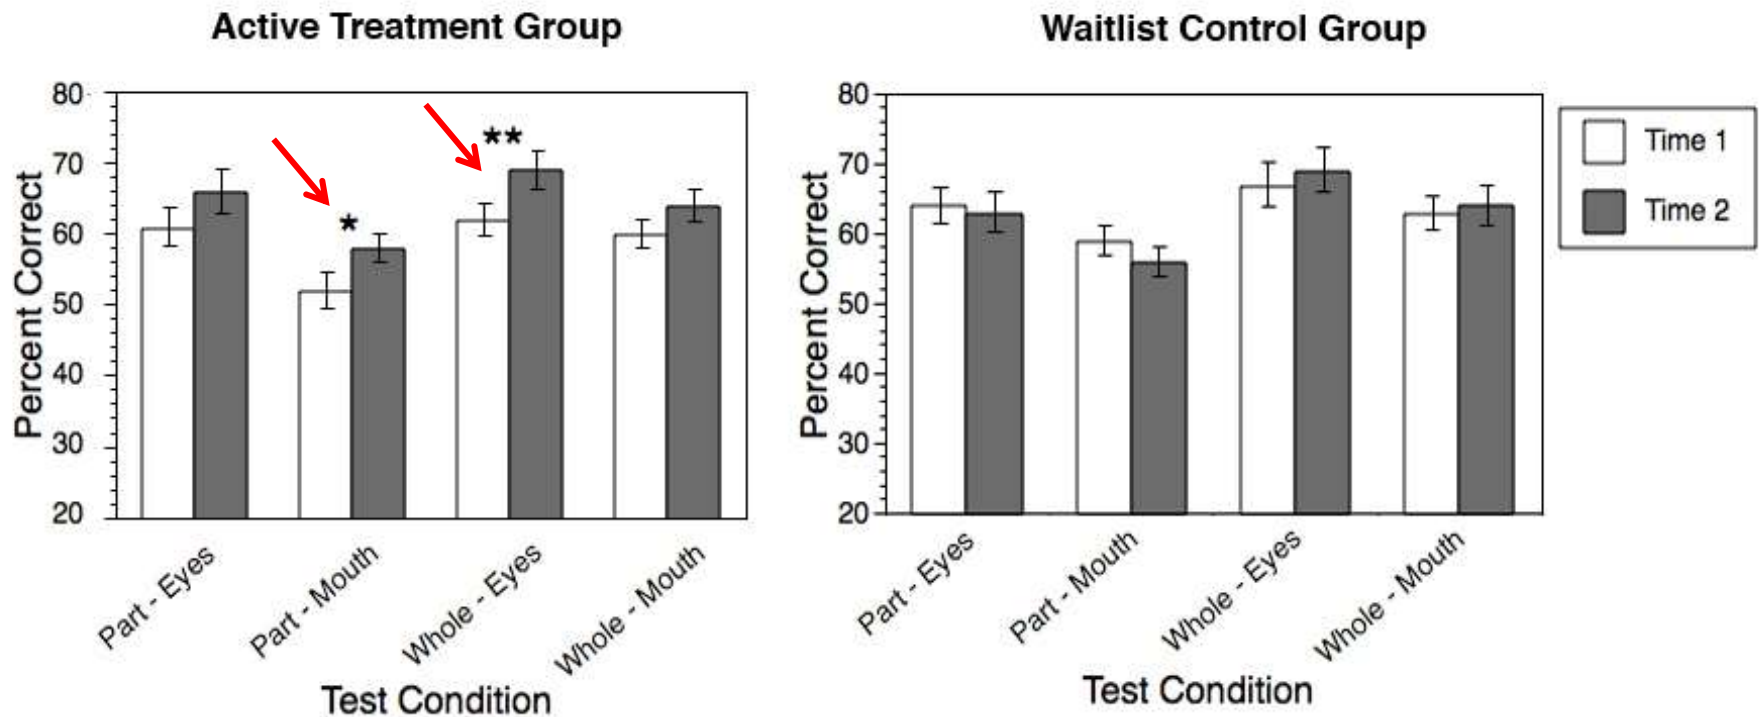 Active Treatment Group
Percent Correct
80
70
60
50
40
30
20
*
**
Part - Eyes
Part - Mouth
Whole - Eyes
Whole - Mouth
Test Condition
Waitlist Control Group
Percent Correct
80
70
60
50
40
30
20
Part - Eyes
Part - Mouth
Whole - Eyes
Whole - Mouth
Test Condition
Time 1
Time 2